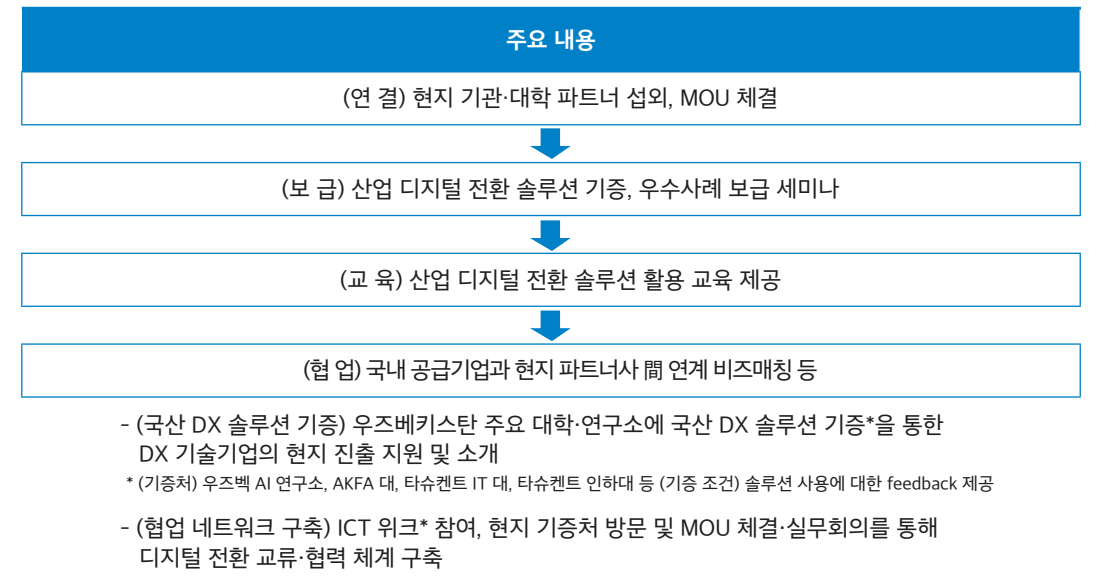 주요 내용
(연 결) 현지 기관·대학 파트너 섭외, MOU 체결
(보 급) 산업 디지털 전환 솔루션 기증, 우수사례 보급 세미나
(교 육) 산업 디지털 전환 솔루션 활용 교육 제공
(협 업) 국내 공급기업과 현지 파트너사 間 연계 비즈매칭 등
- (국산 DX 솔루션 기증) 우즈베키스탄 주요 대학·연구소에 국산 DX 솔루션 기증*을 통한
DX 기술기업의 현지 진출 지원 및 소개
* (기증처) 우즈벡 AI 연구소, AKFA 대, 타슈켄트 IT 대, 타슈켄트 인하대 등 (기증 조건) 솔루션 사용에 대한 feedback 제공
- (협업 네트워크 구축) ICT 위크* 참여, 현지 기증처 방문 및 MOU 체결·실무회의를 통해
디지털 전환 교류·협력 체계 구축